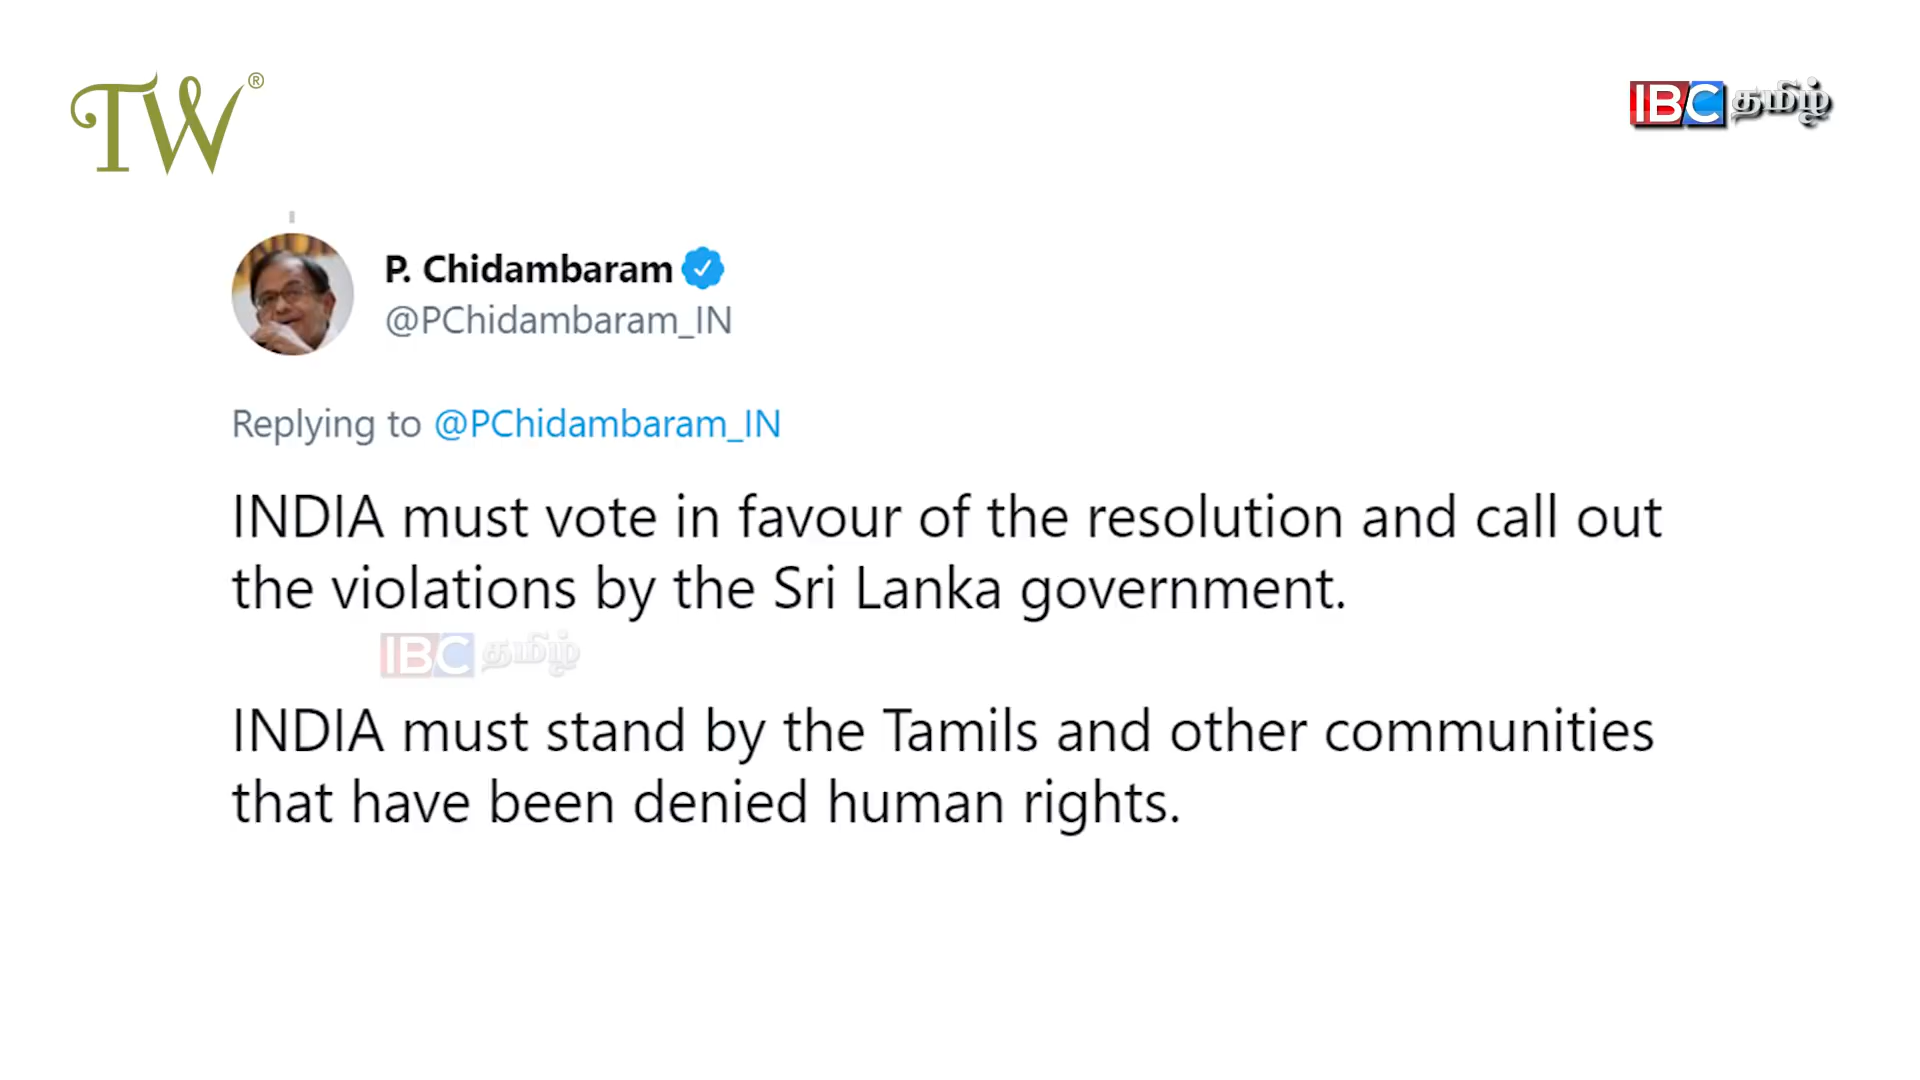 TW®
IBC தமிழ்
P. Chidambaram
@PChidambaram_IN
Replying to @PChidambaram_IN
INDIA must vote in favour of the resolution and call out
the violations by the Sri Lanka government.
IBC தமிழ்
INDIA must stand by the Tamils and other communities
that have been denied human rights.